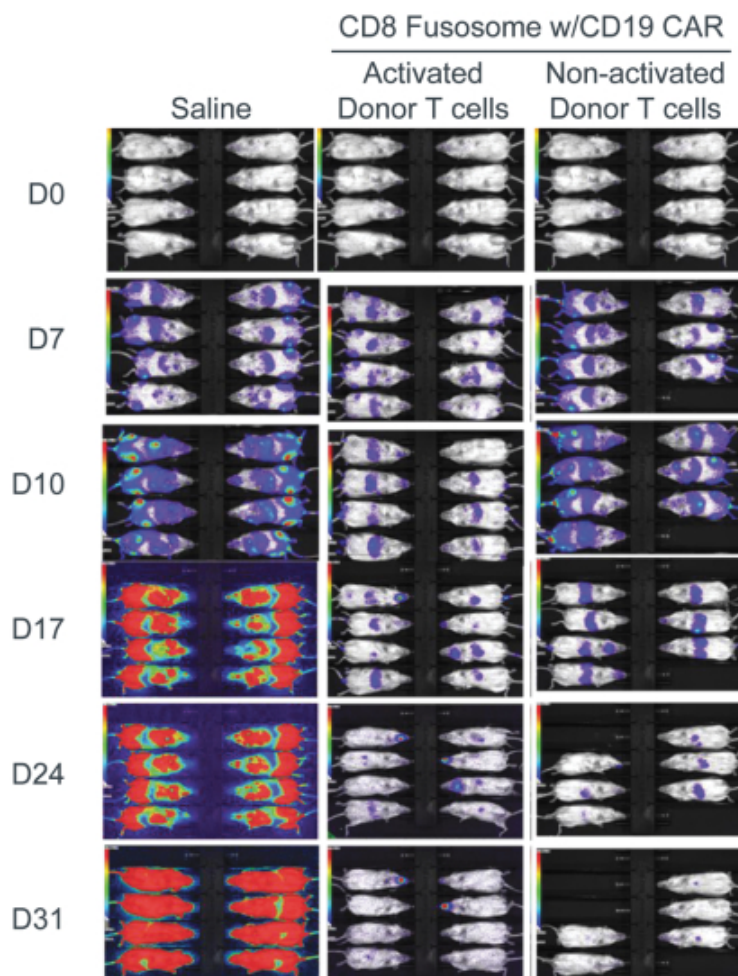 CD8 Fusosome w/CD19 CAR
Saline
Activated
Donor T cells
Non-activated
Donor T cells
D0
D7
D10
D17
D24
D31